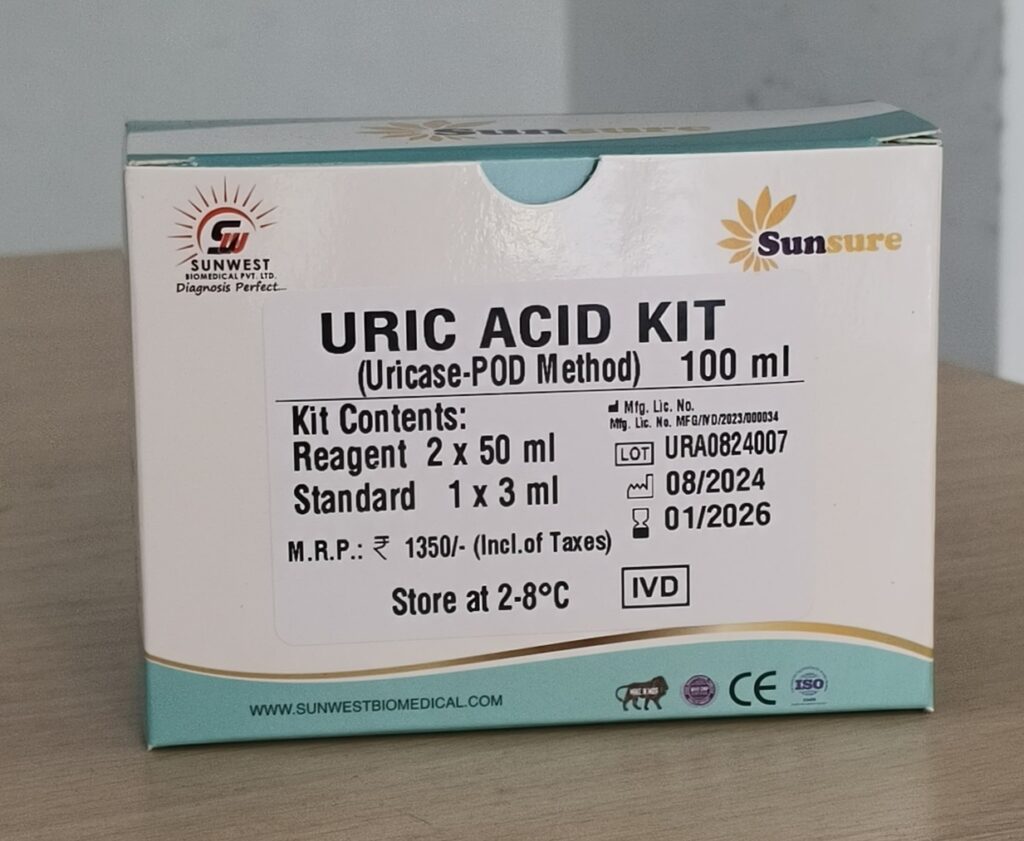 Sunsure
SW
SUNWEST
BIOMEDICAL PVT. LTD.
Diagnosis Perfect...
Sunsure
URIC ACID KIT
(Uricase-POD Method) 100 ml
Kit Contents:
Reagent 2 x 50 ml
Standard 1 x 3 ml
Mfg. Lic. No.
Mfg. Lic. No. MFG/IVD/2023/000034
LOT URA0824007
08/2024
01/2026
M.R.P.: ₹ 1350/- (Incl.of Taxes)
Store at 2-8°C
IVD
WWW.SUNWESTBIOMEDICAL.COM
MAKE IN INDIA
CE
ISO